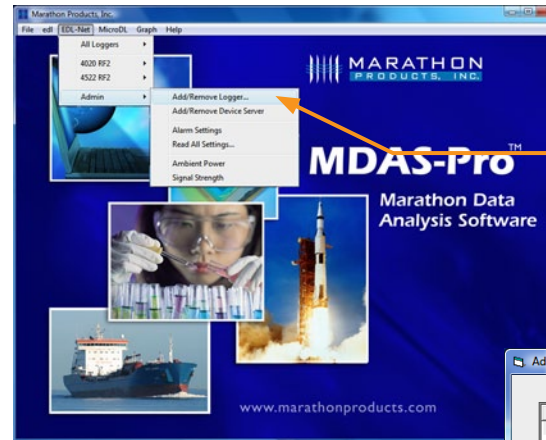 Marathon Products, Inc.
File edl EDL-Net MicroDL Graph Help
All Loggers
4020 RF2
4522 RF2
Admin
Add/Remove Logger...
Add/Remove Device Server
Alarm Settings
Read All Settings...
Ambient Power
Signal Strength
MARATHON
PRODUCTS, INC.
MDAS-Pro™
Marathon Data
Analysis Software
www.marathonproducts.com
Ad